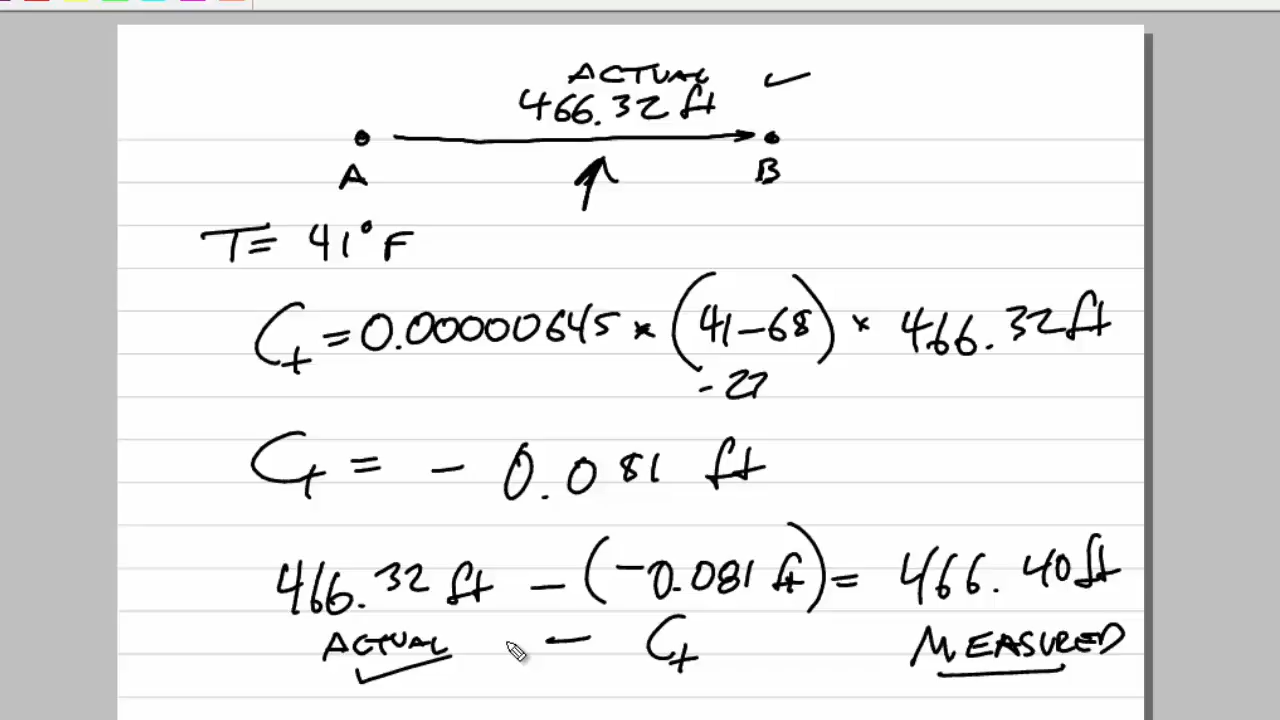 ACTUAL ✓
466.32 ft
A B
T = 41°F
Ct = 0.00000645 * (41-68) * 466.32 ft
-27
Ct = - 0.081 ft
466.32 ft - (-0.081 ft) = 466.40 ft
ACTUAL - Ct MEASURED